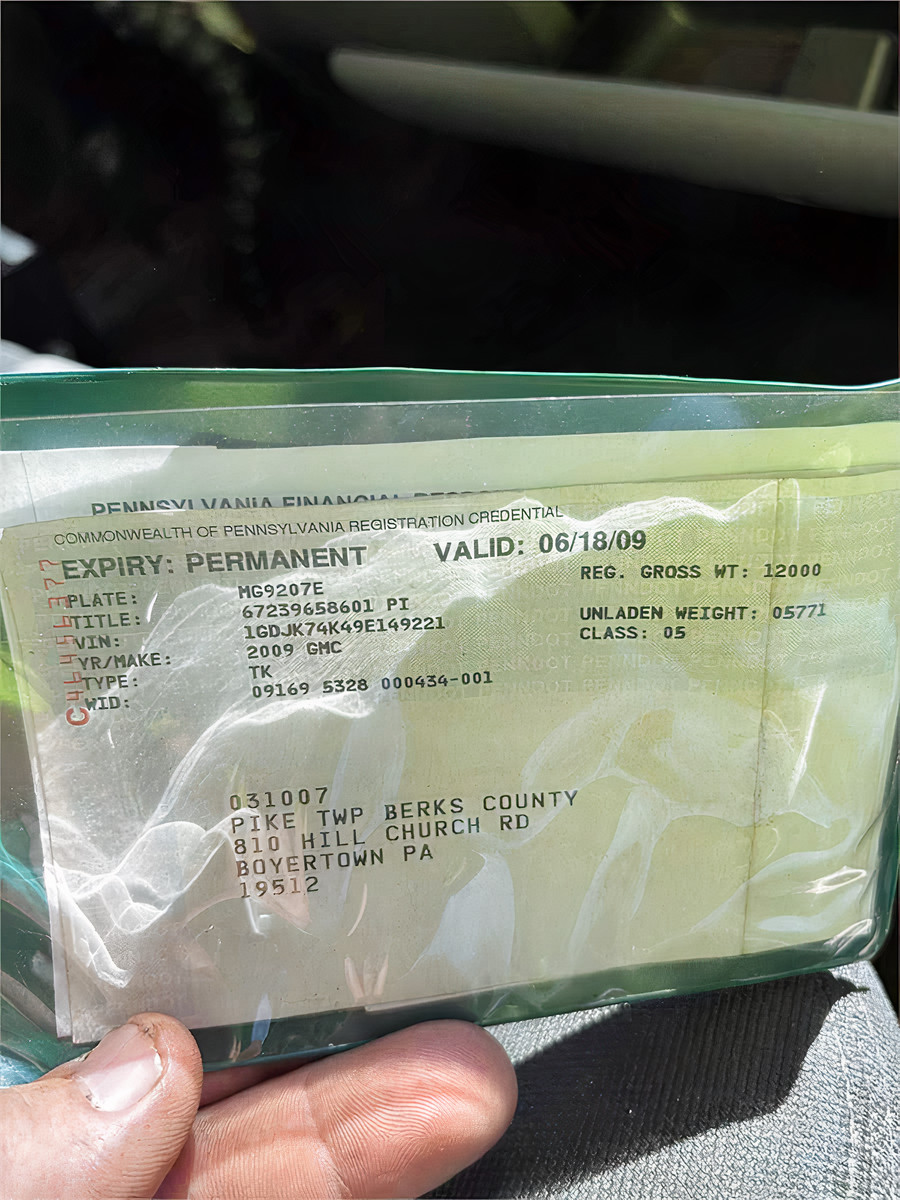 PENNSYLVANIA FINANCIAL
COMMONWEALTH OF PENNSYLVANIA REGISTRATION CREDENTIAL
EXPIRY: PERMANENT VALID: 06/18/09
REG. GROSS WT: 12000
PLATE: MG9207E
TITLE: 67239658601 PI UNLADEN WEIGHT: 05771
VIN: 1GDJK74K49E149221 CLASS: 05
YR/MAKE: 2009 GMC
TYPE: TK
WID: 09169 5328 000434-001
031007
PIKE TWP BERKS COUNTY
810 HILL CHURCH RD
BOYERTOWN PA
19512